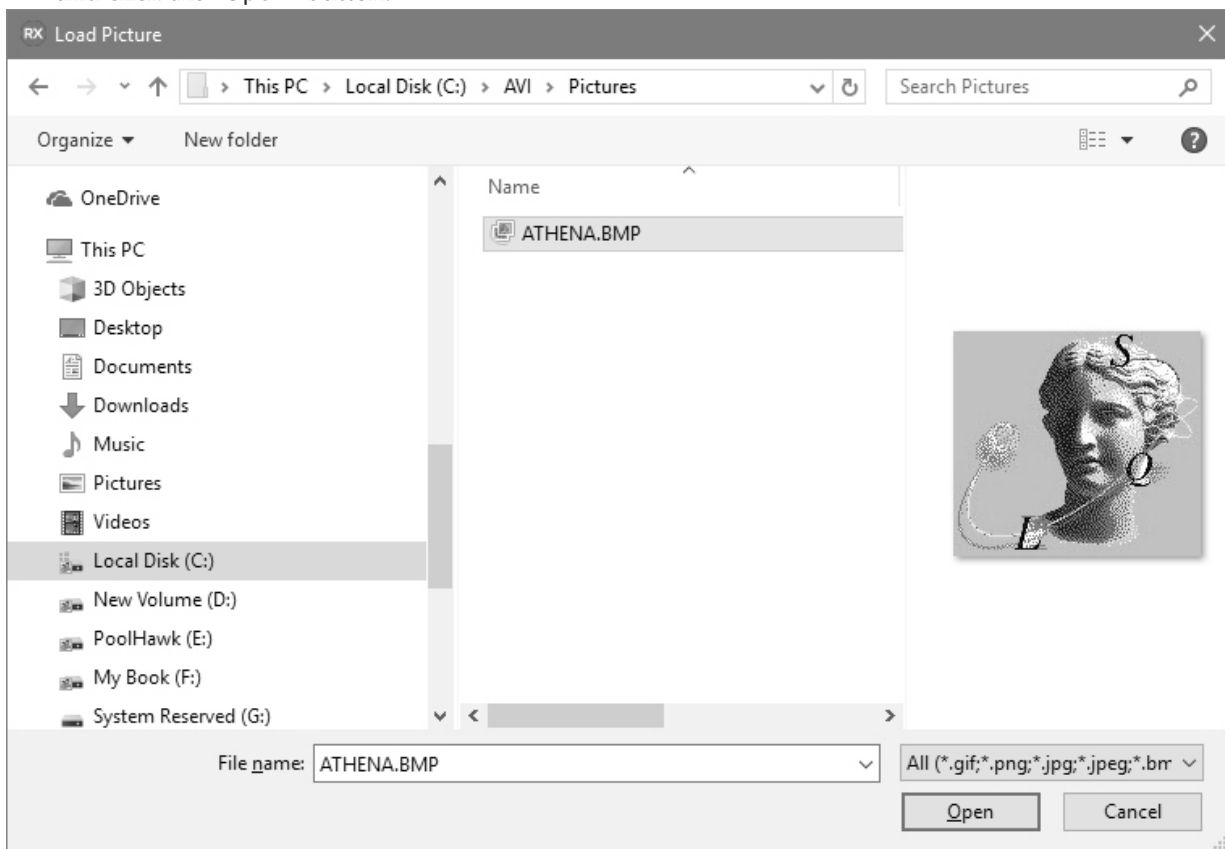 RX Load Picture
This PC > Local Disk (C:) > AVI > Pictures
Search Pictures
Organize
New folder
OneDrive
This PC
3D Objects
Desktop
Documents
Downloads
Music
Pictures
Videos
Local Disk (C:)
New Volume (D:)
PoolHawk (E:)
My Book (F:)
System Reserved (G:)
Name
ATHENA.BMP
S
Q
L
File name: ATHENA.BMP
All (*.gif;*.png;*.jpg;*.jpeg;*.bm
Open
Cancel